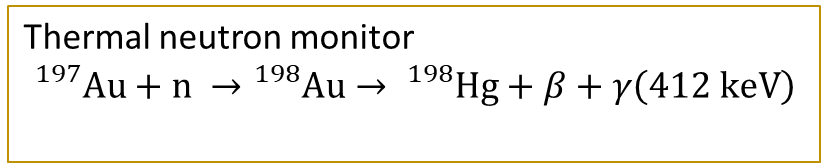 Thermal neutron monitor
¹⁹⁷Au + n → ¹⁹⁸Au → ¹⁹⁸Hg + β + γ(412 keV)